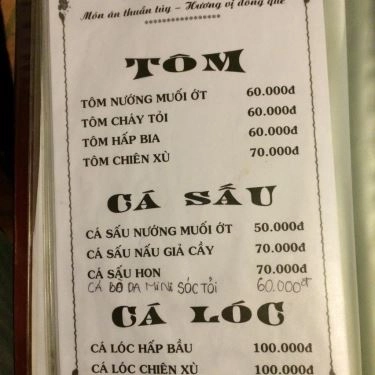 Món ăn thuần túy - Hương vị đồng quê
********************
TÔM
TÔM NƯỚNG MUỐI ỚT 60.000đ
TÔM CHÁY TỎI 60.000đ
TÔM HẤP BIA 60.000đ
TÔM CHIÊN XÙ 70.000đ
CÁ SẤU
CÁ SẤU NƯỚNG MUỐI ỚT 50.000đ
CÁ SẤU NẤU GIẢ CẦY 70.000đ
CÁ SẤU HON 70.000đ
CÁ BÒ DA MINI SÓC TỎI 60.000đ
CÁ LÓC
CÁ LÓC HẤP BẦU 100.000đ
CÁ LÓC CHIÊN XÙ 100.000đ